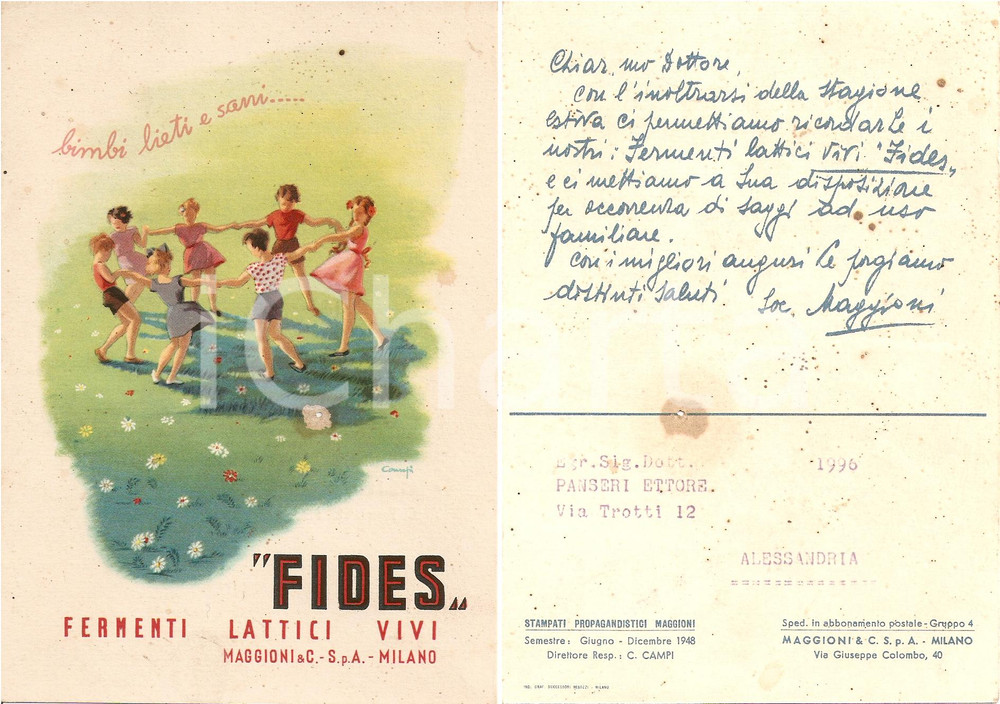 bimbi lieti e sani.....
"FIDES„
FERMENTI LATTICI VIVI
MAGGIONI & C. - S.p.A. - MILANO
Chiar.mo Dottore,
con l'inoltrarsi della stagione
estiva ci permettiamo ricordarLe i
nostri: Fermenti lattici vivi "Fides„
e ci mettiamo a Sua disposizione
per occorrenza di saggi ad uso
familiare.
Con i migliori auguri Le porgiamo
distinti saluti
Soc. Maggioni
Egr.Sig.Dott. 1996
PANSERI ETTORE.
Via Trotti 12
ALESSANDRIA
STAMPATI PROPAGANDISTICI MAGGIONI
Semestre: Giugno - Dicembre 1948
Direttore Resp.: C. CAMPI
Sped. in abbonamento postale - Gruppo 4
MAGGIONI & C. S. p. A. - MILANO
Via Giuseppe Colombo, 40